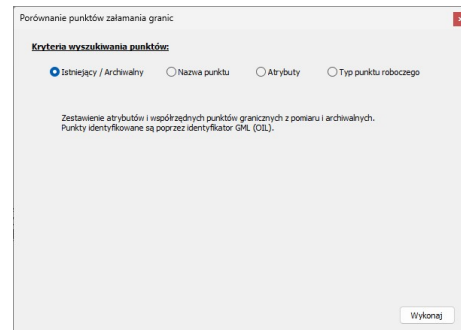 Porównanie punktów załamania granic
Kryteria wyszukiwania punktów:
Istniejący / Archiwalny
Nazwa punktu
Atrybuty
Typ punktu roboczego
Zestawienie atrybutów i współrzędnych punktów granicznych z pomiaru i archiwalnych.
Punkty identyfikowane są poprzez identyfikator GML (OIL).
Wykonaj